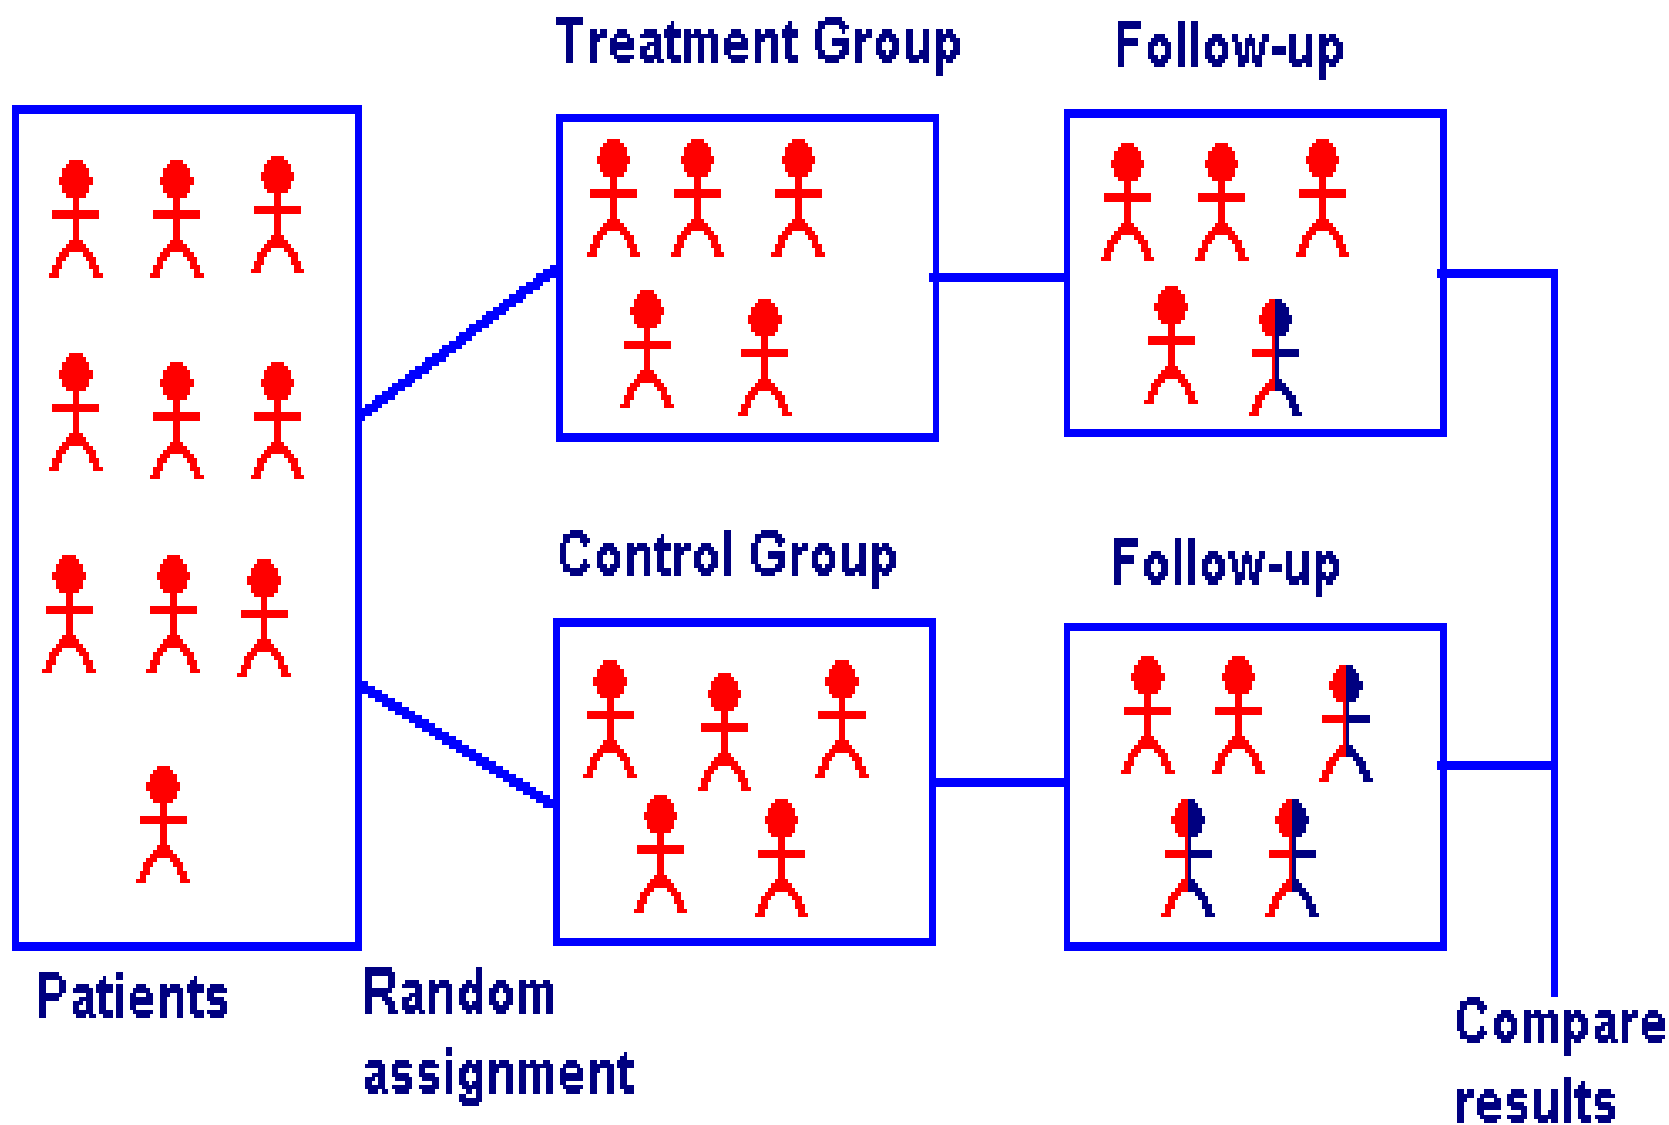 Treatment Group
Follow-up
Control Group
Follow-up
Patients
Random
assignment
Compare
results